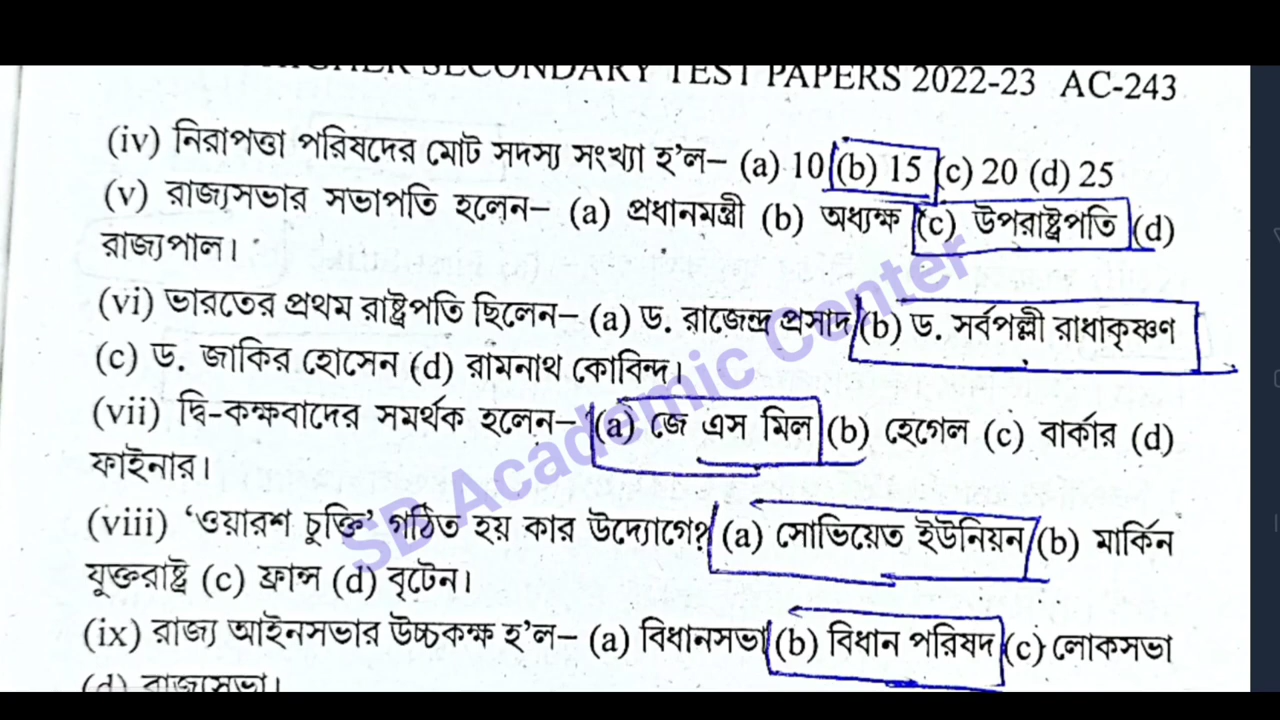 HIGHER SECONDARY TEST PAPERS 2022-23 AC-243
(iv) নিরাপত্তা পরিষদের মোট সদস্য সংখ্যা হ'ল– (a) 10 (b) 15 (c) 20 (d) 25
(v) রাজ্যসভার সভাপতি হলেন– (a) প্রধানমন্ত্রী (b) অধ্যক্ষ (c) উপরাষ্ট্রপতি (d)
রাজ্যপাল।
(vi) ভারতের প্রথম রাষ্ট্রপতি ছিলেন– (a) ড. রাজেন্দ্র প্রসাদ (b) ড. সর্বপল্লী রাধাকৃষ্ণণ
(c) ড. জাকির হোসেন (d) রামনাথ কোবিন্দ।
(vii) দ্বি-কক্ষবাদের সমর্থক হলেন– (a) জে এস মিল (b) হেগেল (c) বার্কার (d)
ফাইনার।
(viii) ‘ওয়ারশ চুক্তি’ গঠিত হয় কার উদ্যোগে? (a) সোভিয়েত ইউনিয়ন (b) মার্কিন
যুক্তরাষ্ট্র (c) ফ্রান্স (d) বৃটেন।
(ix) রাজ্য আইনসভার উচ্চকক্ষ হ'ল– (a) বিধানসভা (b) বিধান পরিষদ (c) লোকসভা
(d) রাজ্যসভা।
SB Academic Center